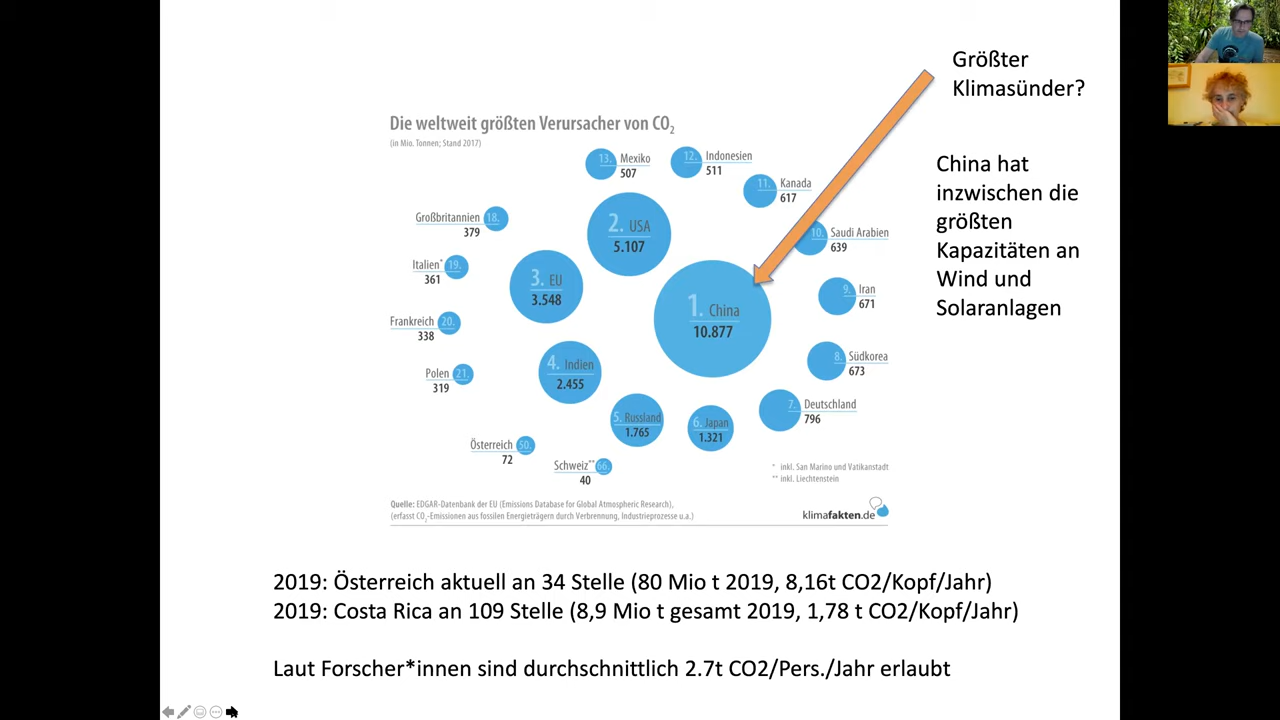 Größter
Klimasünder?
China hat
inzwischen die
größten
Kapazitäten an
Wind und
Solaranlagen
Die weltweit größten Verursacher von CO₂
(in Mio. Tonnen; Stand 2017)
13. Mexiko
507
12. Indonesien
511
11. Kanada
617
Großbritannien 18.
379
2. USA
5.107
10. Saudi Arabien
639
Italien* 19.
361
3. EU
3.548
1. China
10.877
9. Iran
671
Frankreich 20.
338
8. Südkorea
673
Polen 21.
319
4. Indien
2.455
7. Deutschland
796
5. Russland
1.765
6. Japan
1.321
Österreich 50.
72
Schweiz** 66.
40
* inkl. San Marino und Vatikanstadt
** inkl. Liechtenstein
Quelle: EDGAR-Datenbank der EU (Emissions Database for Global Atmospheric Research),
(erfasst CO₂-Emissionen aus fossilen Energieträgern durch Verbrennung, Industrieprozesse u.a.)
klimafakten.de
2019: Österreich aktuell an 34 Stelle (80 Mio t 2019, 8,16t CO2/Kopf/Jahr)
2019: Costa Rica an 109 Stelle (8,9 Mio t gesamt 2019, 1,78 t CO2/Kopf/Jahr)
Laut Forscher*innen sind durchschnittlich 2.7t CO2/Pers./Jahr erlaubt